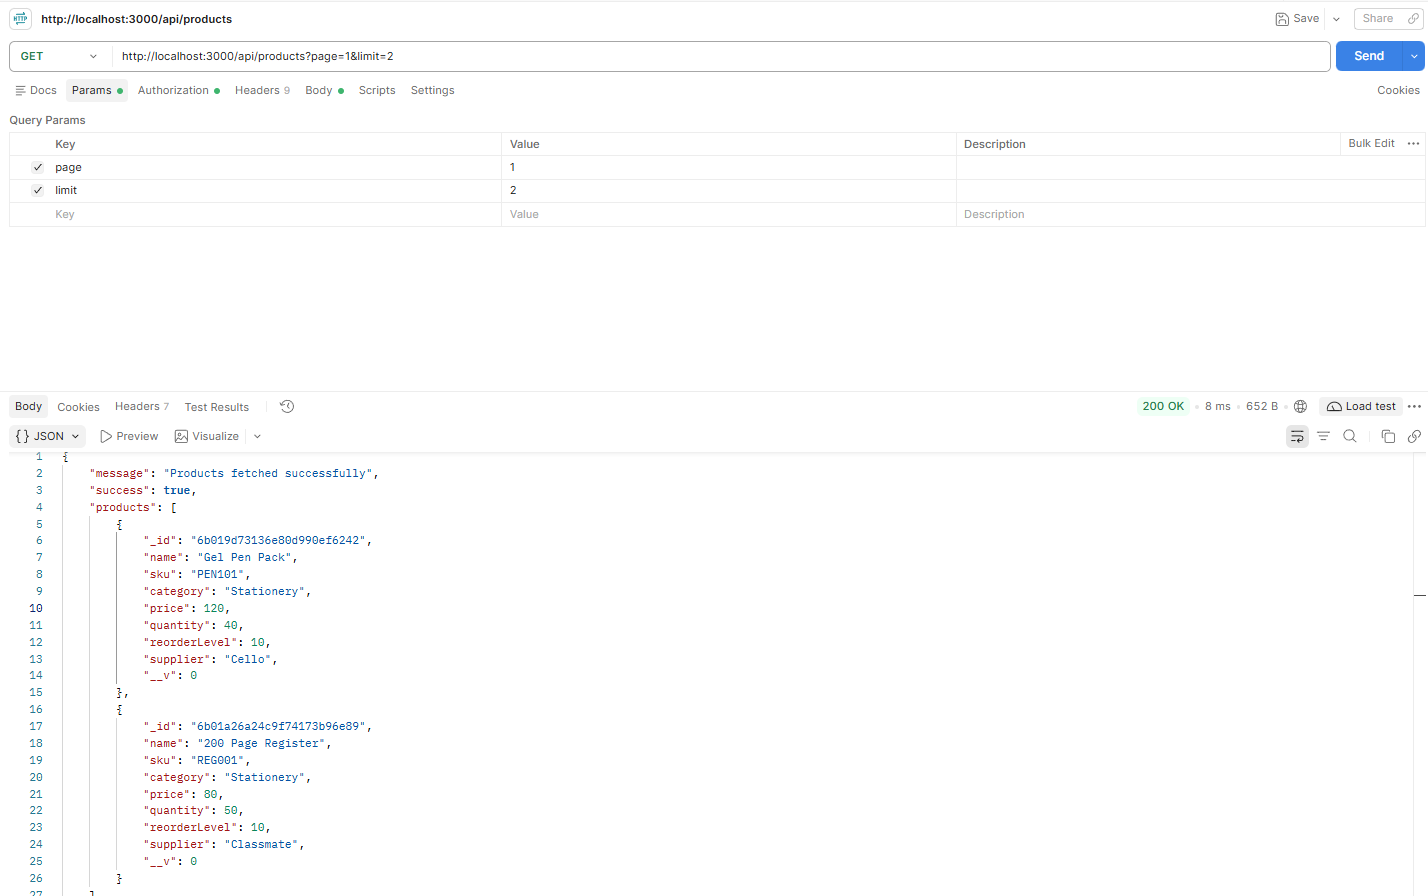 HTTP http://localhost:3000/api/products Save Share
GET http://localhost:3000/api/products?page=1&limit=2 Send
Docs Params Authorization Headers 9 Body Scripts Settings Cookies
Query Params
Key Value Description Bulk Edit
page 1
limit 2
Key Value Description
Body Cookies Headers 7 Test Results 200 OK 8 ms 652 B Load test
{} JSON Preview Visualize
1 {
2 "message": "Products fetched successfully",
3 "success": true,
4 "products": [
5 {
6 "_id": "6b019d73136e80d990ef6242",
7 "name": "Gel Pen Pack",
8 "sku": "PEN101",
9 "category": "Stationery",
10 "price": 120,
11 "quantity": 40,
12 "reorderLevel": 10,
13 "supplier": "Cello",
14 "__v": 0
15 },
16 {
17 "_id": "6b01a26a24c9f74173b96e89",
18 "name": "200 Page Register",
19 "sku": "REG001",
20 "category": "Stationery",
21 "price": 80,
22 "quantity": 50,
23 "reorderLevel": 10,
24 "supplier": "Classmate",
25 "__v": 0
26 }
27 ]